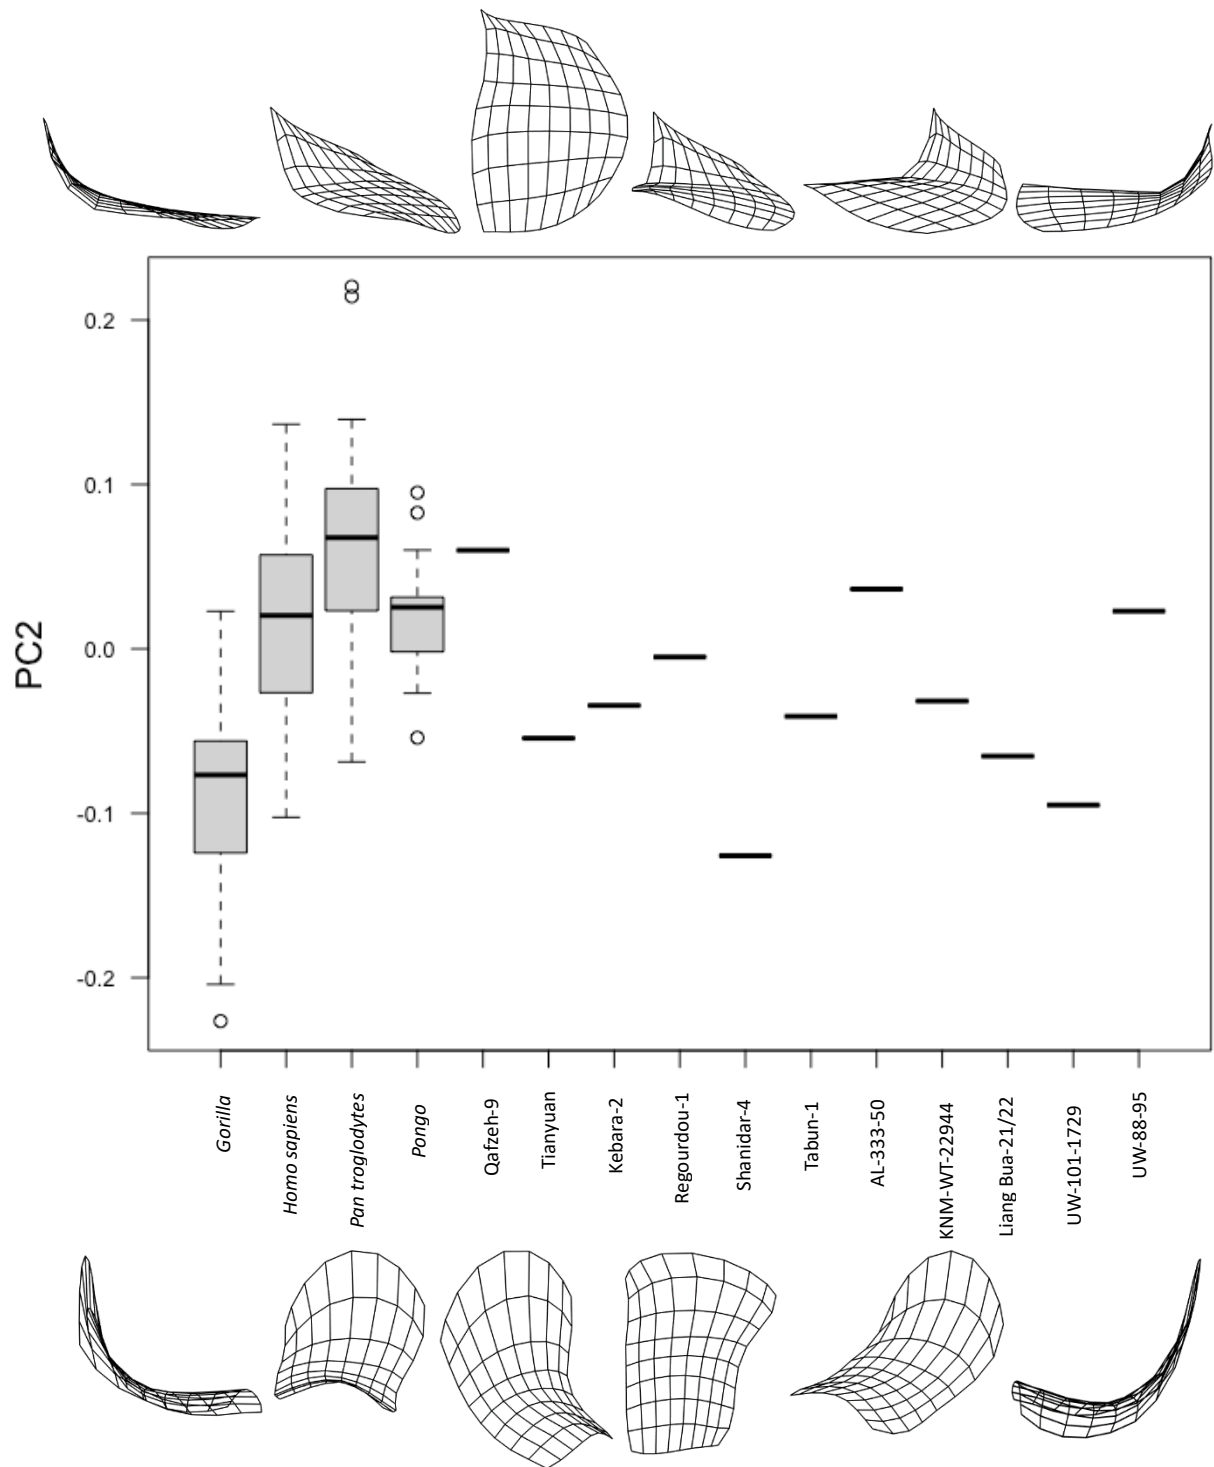 0.2
0.1
0.0
-0.1
-0.2
PC2
Gorilla
Homo sapiens
Pan troglodytes
Pongo
Qafzeh-9
Tianyuan
Kebara-2
Regourdou-1
Shanidar-4
Tabun-1
AL-333-50
KNM-WT-22944
Liang Bua-21/22
UW-101-1729
UW-88-95